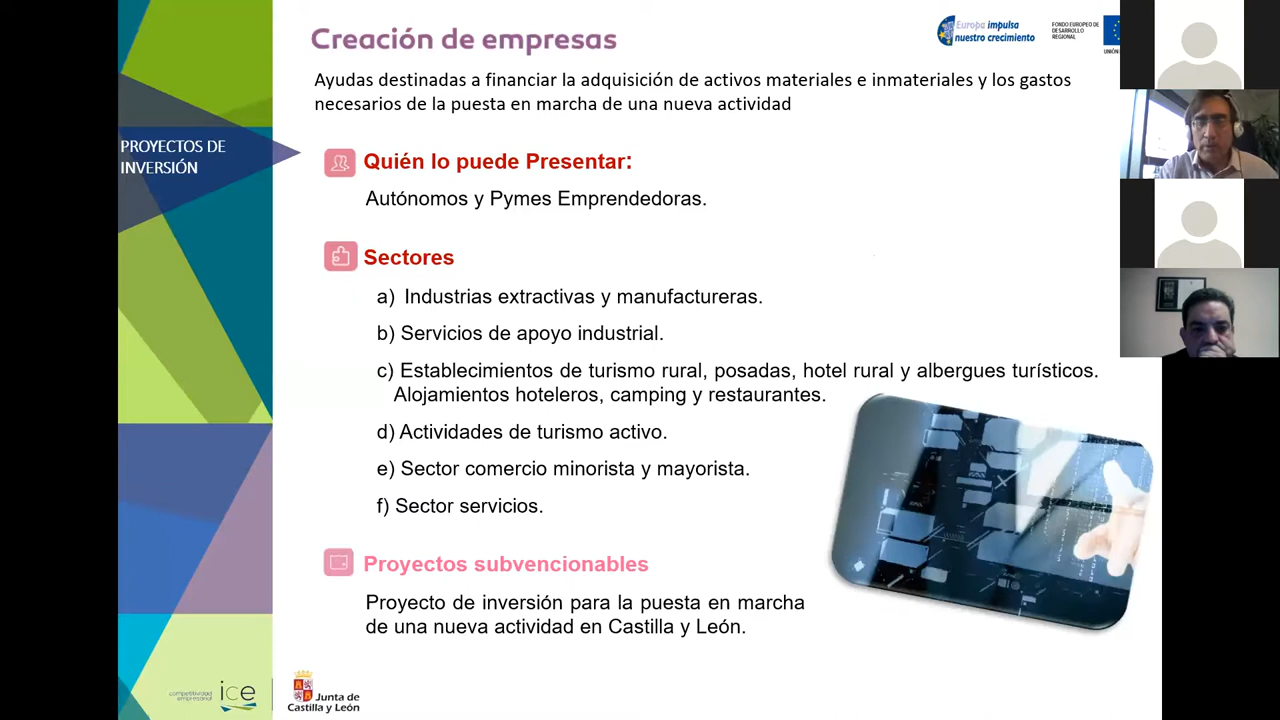 Creación de empresas
Europa impulsa
nuestro crecimiento
FONDO EUROPEO DE
DESARROLLO
REGIONAL
UNIÓN
Ayudas destinadas a financiar la adquisición de activos materiales e inmateriales y los gastos
necesarios de la puesta en marcha de una nueva actividad
PROYECTOS DE
INVERSIÓN
Quién lo puede Presentar:
Autónomos y Pymes Emprendedoras.
Sectores
a) Industrias extractivas y manufactureras.
b) Servicios de apoyo industrial.
c) Establecimientos de turismo rural, posadas, hotel rural y albergues turísticos.
Alojamientos hoteleros, camping y restaurantes.
d) Actividades de turismo activo.
e) Sector comercio minorista y mayorista.
f) Sector servicios.
Proyectos subvencionables
Proyecto de inversión para la puesta en marcha
de una nueva actividad en Castilla y León.
competitividad
empresarial
ice
Junta de
Castilla y León